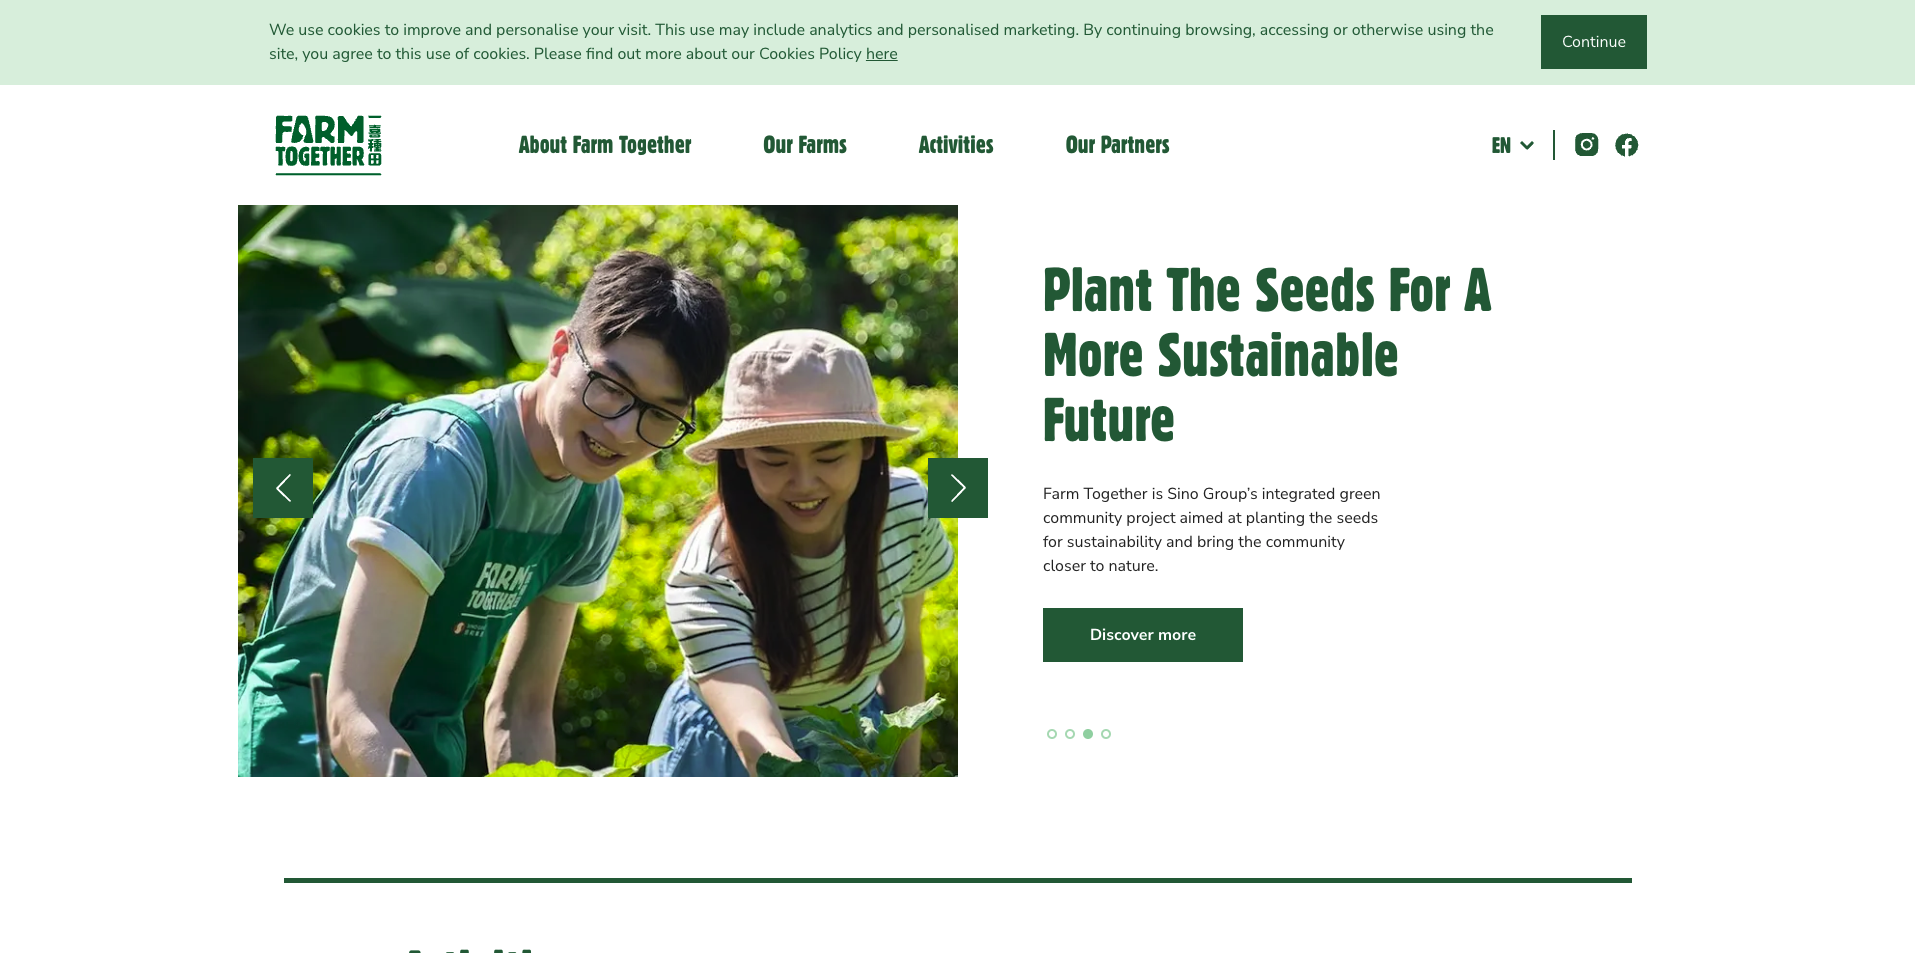 We use cookies to improve and personalise your visit. This use may include analytics and personalised marketing. By continuing browsing, accessing or otherwise using the
site, you agree to this use of cookies. Please find out more about our Cookies Policy here
Continue
FARM
TOGETHER
一喜種田
About Farm Together
Our Farms
Activities
Our Partners
EN
Plant The Seeds For A
More Sustainable
Future
Farm Together is Sino Group’s integrated green
community project aimed at planting the seeds
for sustainability and bring the community
closer to nature.
Discover more
FARM
TOGETHER